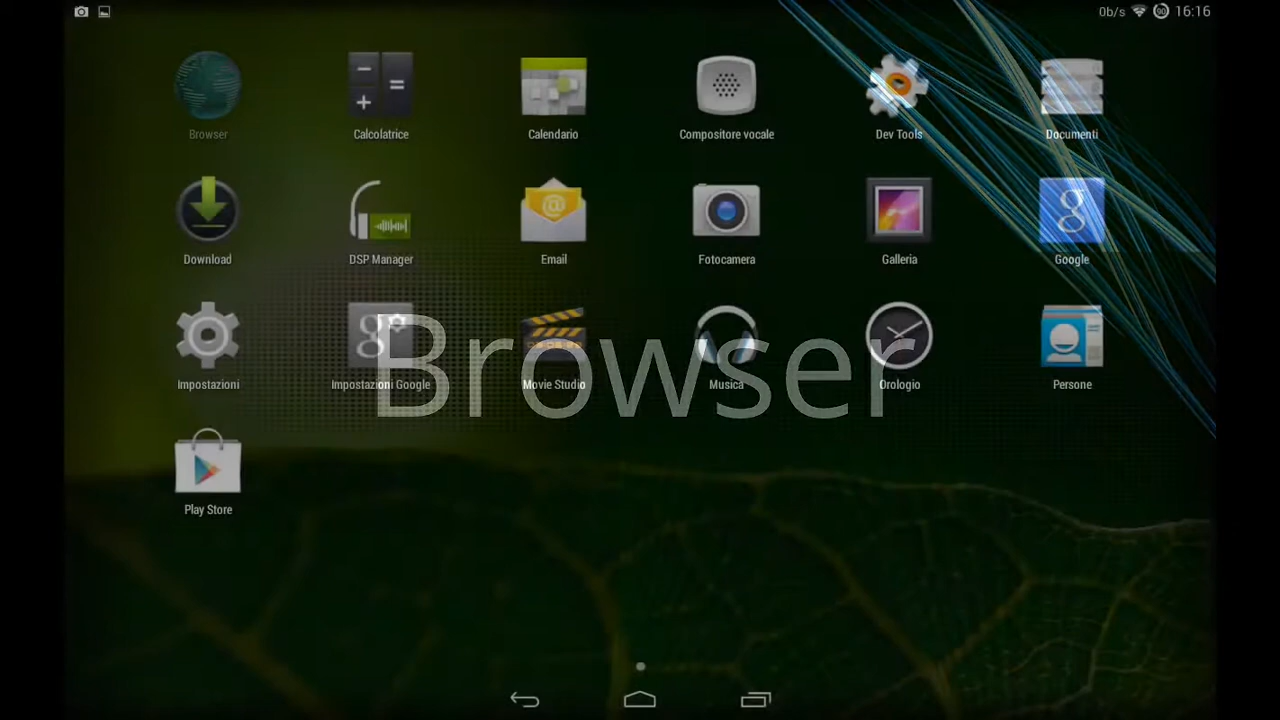 0b/s 90 16:16
Browser Calcolatrice Calendario Compositore vocale Dev Tools Documenti
Download DSP Manager Email Fotocamera Galleria Google
Impostazioni Impostazioni Google Movie Studio Musica Orologio Persone
Browser
Play Store